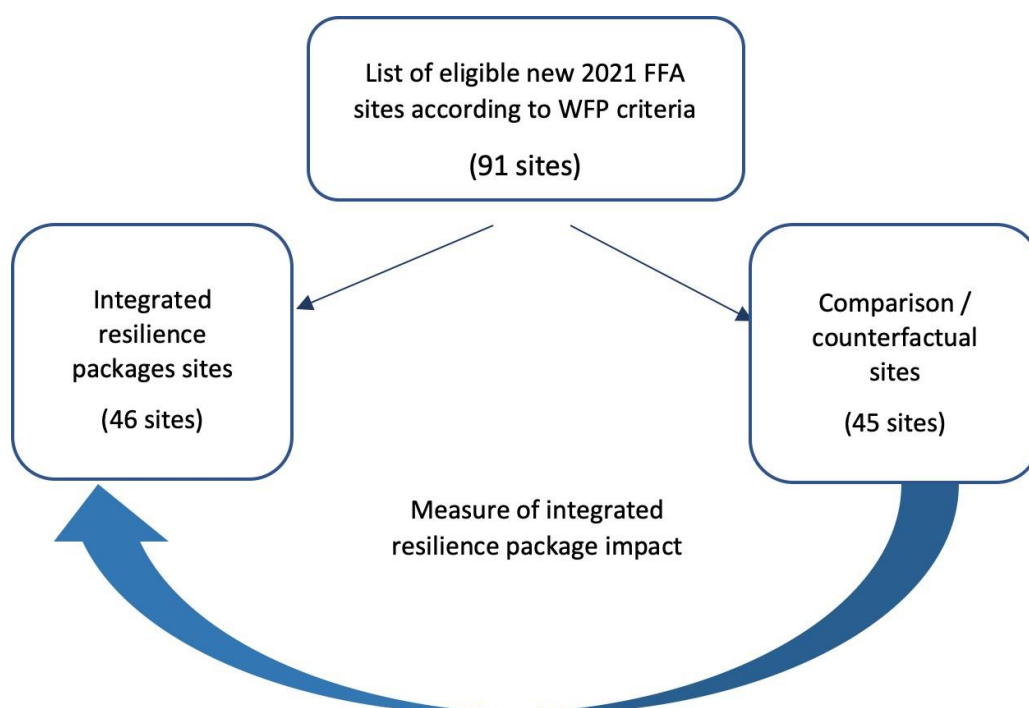 List of eligible new 2021 FFA
sites according to WFP criteria
(91 sites)
Integrated
resilience
packages sites
(46 sites)
Comparison /
counterfactual
sites
(45 sites)
Measure of integrated
resilience package impact